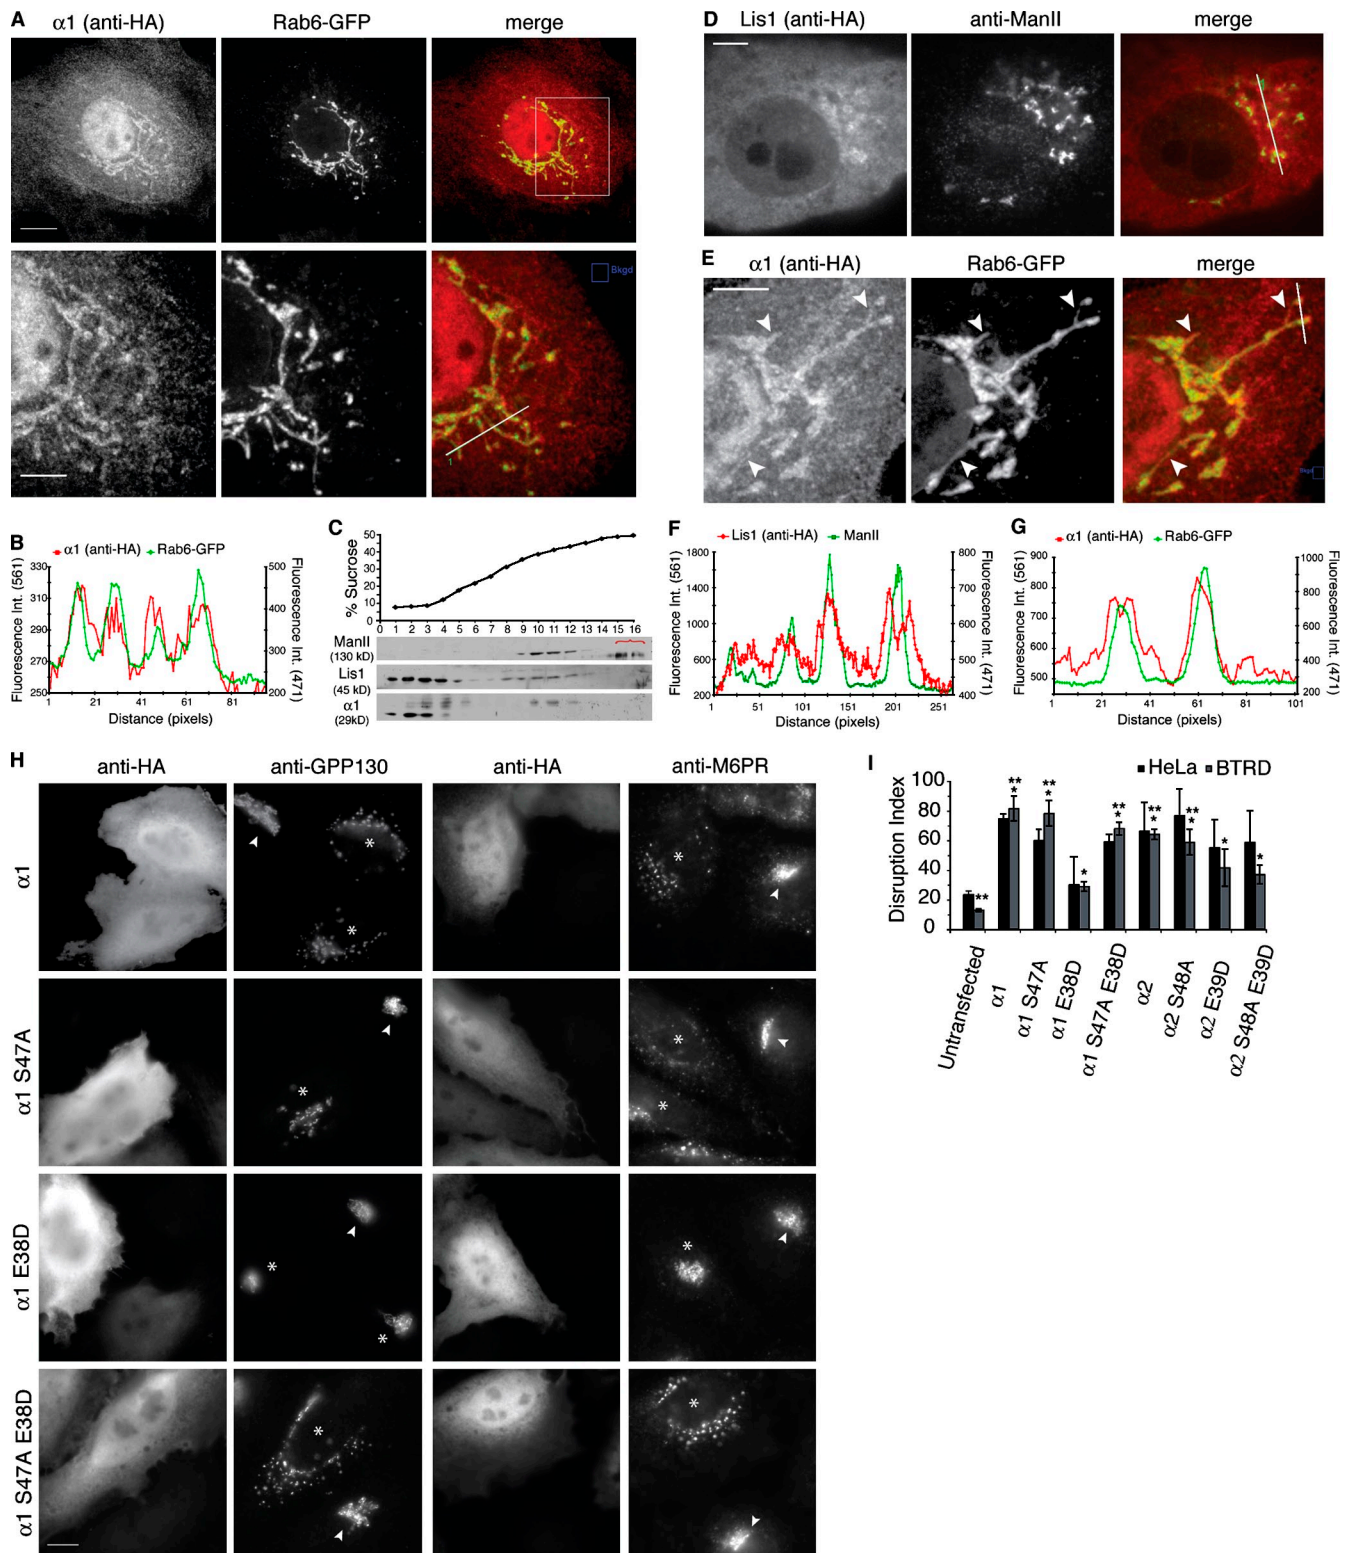 A
α1 (anti-HA)
Rab6-GFP
merge
Bkgd
1
D
Lis1 (anti-HA)
anti-ManII
merge
E
α1 (anti-HA)
Rab6-GFP
merge
Bkgd
B
α1 (anti-HA)
Rab6-GFP
Fluorescence Int. (561)
330
310
290
270
250
Fluorescence Int. (471)
500
400
300
200
1 21 41 61 81
Distance (pixels)
C
% Sucrose
50
40
30
20
10
0
0 1 2 3 4 5 6 7 8 9 10 11 12 13 14 15 16
ManII
(130 kD)
Lis1
(45 kD)
α1
(29kD)
F
Lis1 (anti-HA)
ManII
Fluorescence Int. (561)
1800
1400
1000
600
200
Fluorescence Int. (471)
800
700
600
500
400
1 51 101 151 201 251
Distance (pixels)
G
α1 (anti-HA)
Rab6-GFP
Fluorescence Int. (561)
900
800
700
600
500
Fluorescence Int. (471)
1000
800
600
400
200
1 21 41 61 81 101
Distance (pixels)
H
anti-HA
anti-GPP130
anti-HA
anti-M6PR
α1
*
*
*
α1 S47A
*
*
*
α1 E38D
*
*
*
α1 S47A E38D
*
*
I
HeLa
BTRD
Disruption Index
100
80
60
40
20
0
** ** * ** * * ** * ** * ** * * *
Untransfected
α1
α1 S47A
α1 E38D
α1 S47A E38D
α2
α2 S48A
α2 E39D
α2 S48A E39D